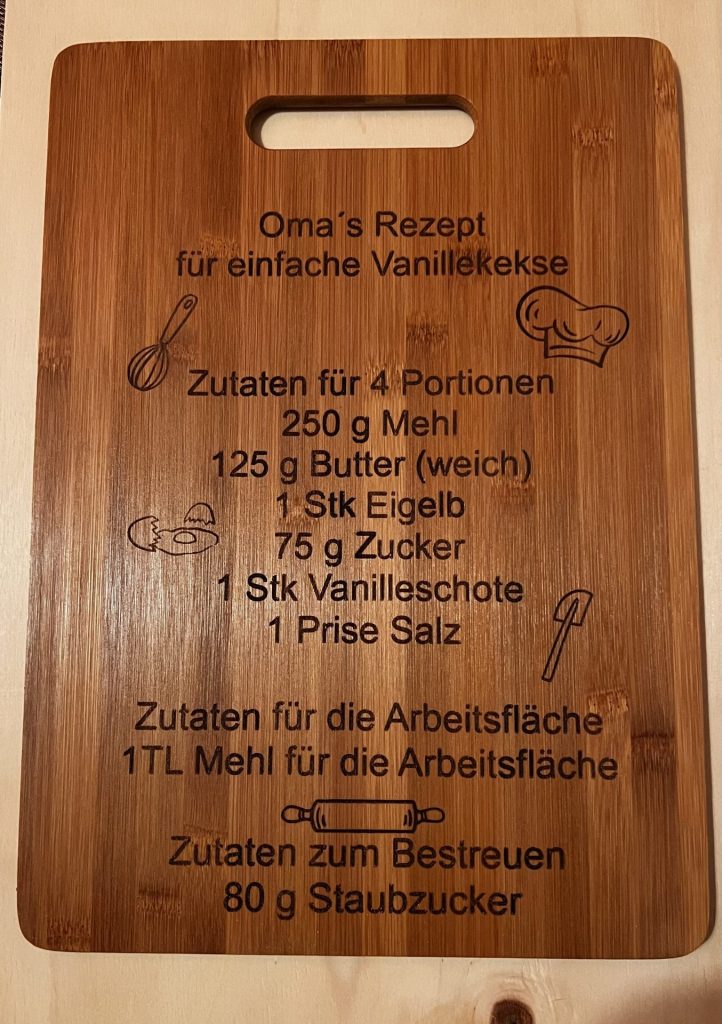 Oma´s Rezept
für einfache Vanillekekse
Zutaten für 4 Portionen
250 g Mehl
125 g Butter (weich)
1 Stk Eigelb
75 g Zucker
1 Stk Vanilleschote
1 Prise Salz
Zutaten für die Arbeitsfläche
1TL Mehl für die Arbeitsfläche
Zutaten zum Bestreuen
80 g Staubzucker